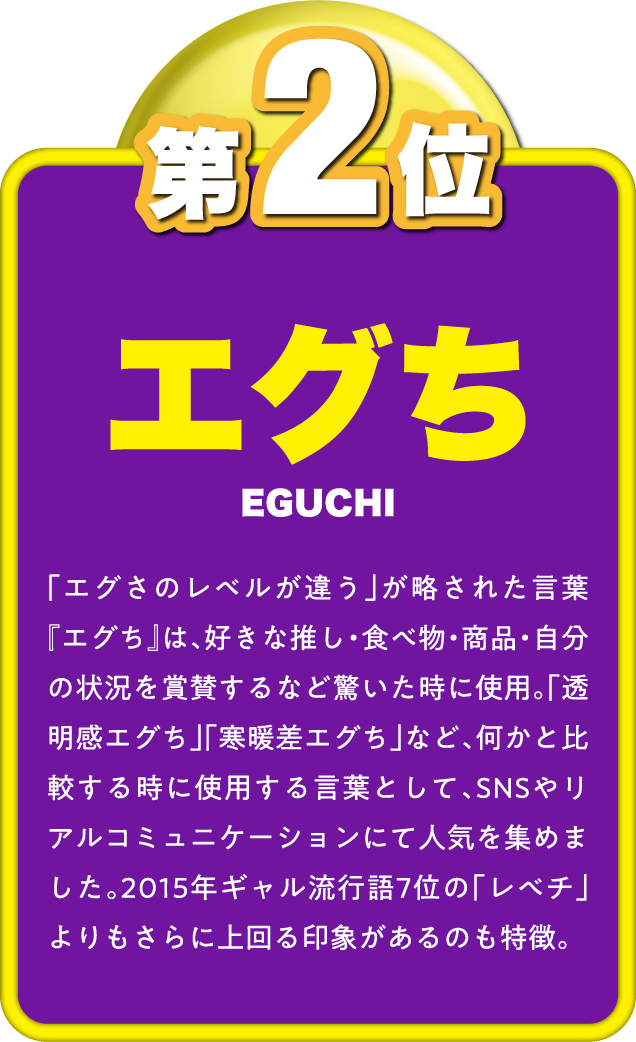 第2位
エグち
EGUCHI
「エグさのレベルが違う」が略された言葉
『エグち』は、好きな推し・食べ物・商品・自分
の状況を賞賛するなど驚いた時に使用。「透
明感エグち」「寒暖差エグち」など、何かと比
較する時に使用する言葉として、SNSやリ
アルコミュニケーションにて人気を集めま
した。2015年ギャル流行語7位の「レベチ」
よりもさらに上回る印象があるのも特徴。